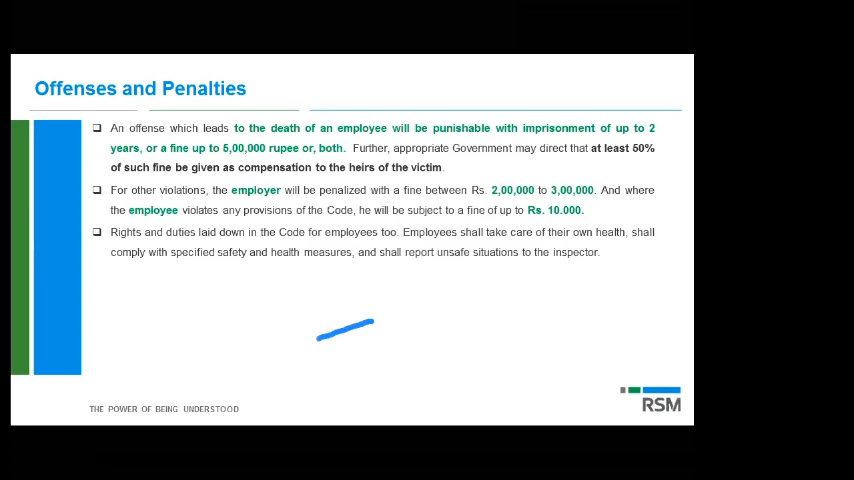 Offenses and Penalties
❑ An offense which leads to the death of an employee will be punishable with imprisonment of up to 2
years, or a fine up to 5,00,000 rupee or, both. Further, appropriate Government may direct that at least 50%
of such fine be given as compensation to the heirs of the victim.
❑ For other violations, the employer will be penalized with a fine between Rs. 2,00,000 to 3,00,000. And where
the employee violates any provisions of the Code, he will be subject to a fine of up to Rs. 10.000.
❑ Rights and duties laid down in the Code for employees too. Employees shall take care of their own health, shall
comply with specified safety and health measures, and shall report unsafe situations to the inspector.
THE POWER OF BEING UNDERSTOOD
RSM